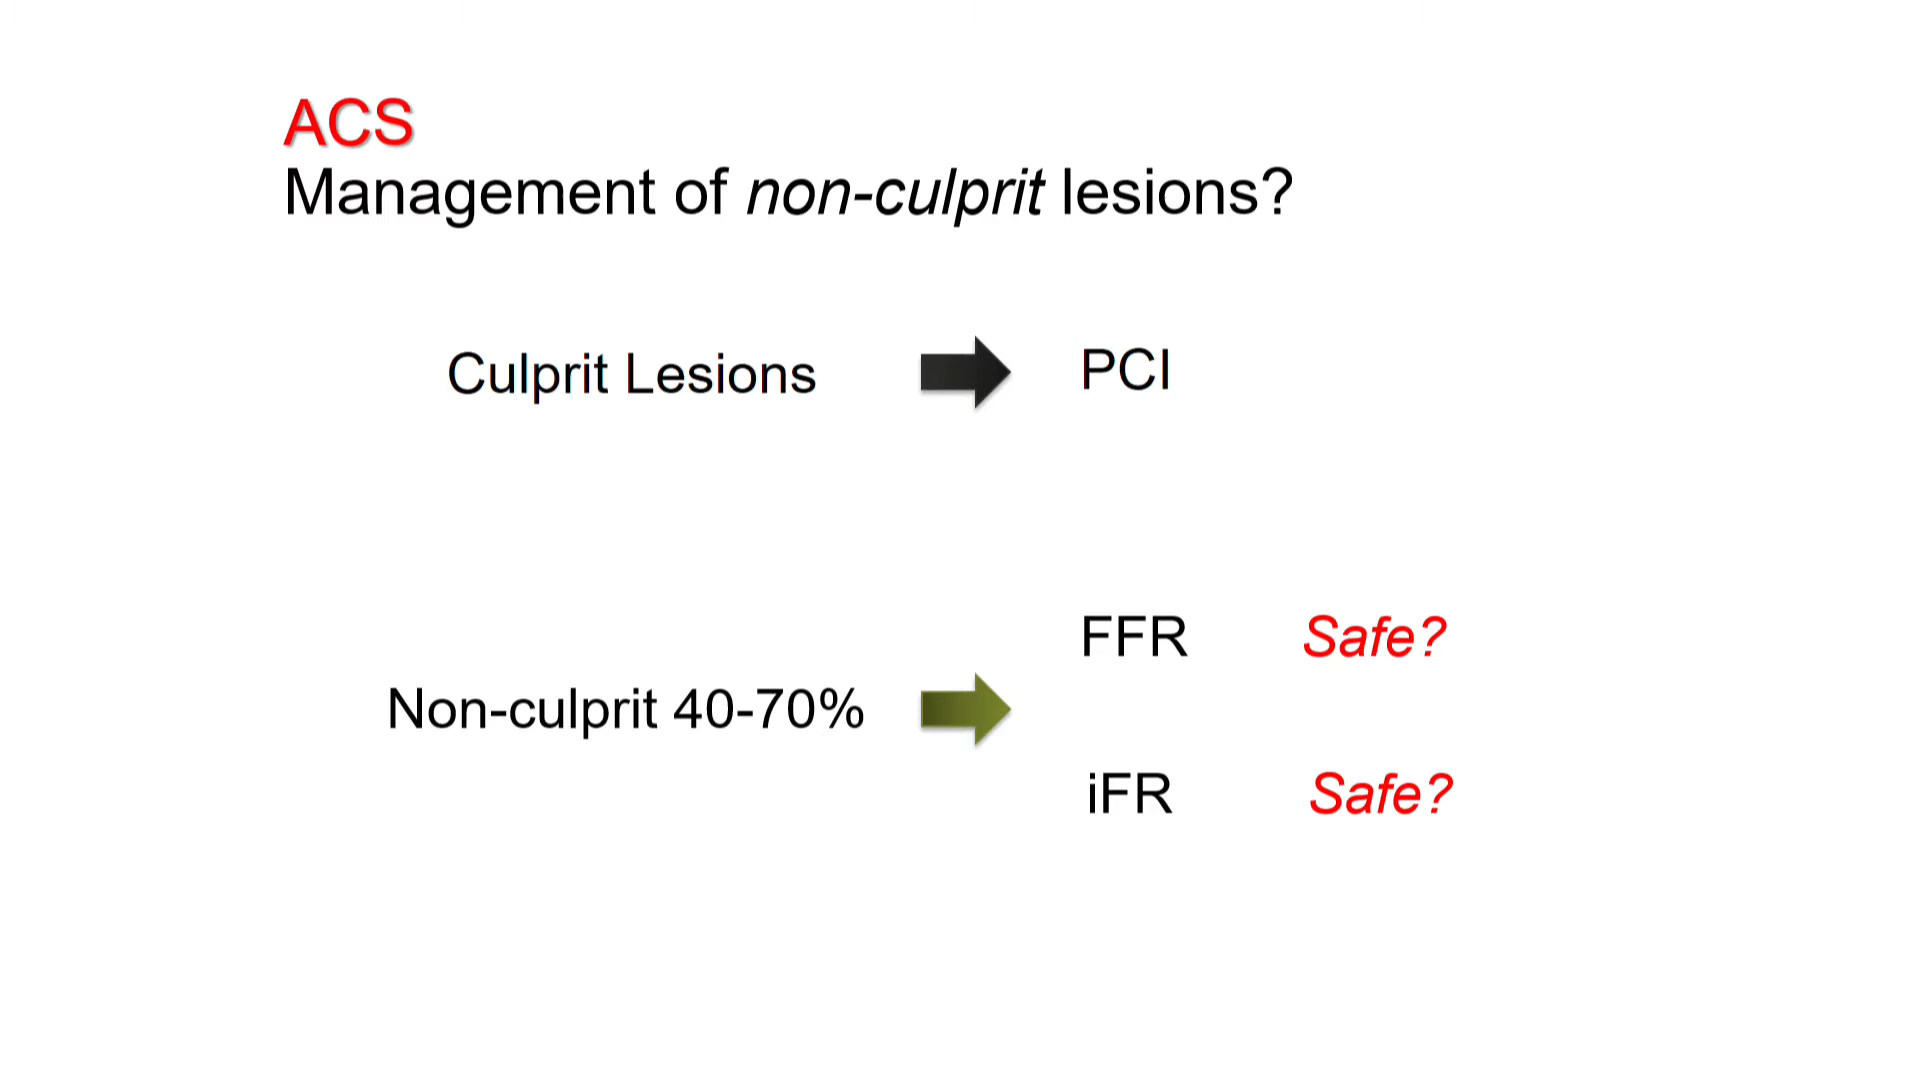 ACS
Management of non-culprit lesions?
Culprit Lesions PCI
FFR Safe?
Non-culprit 40-70%
iFR Safe?